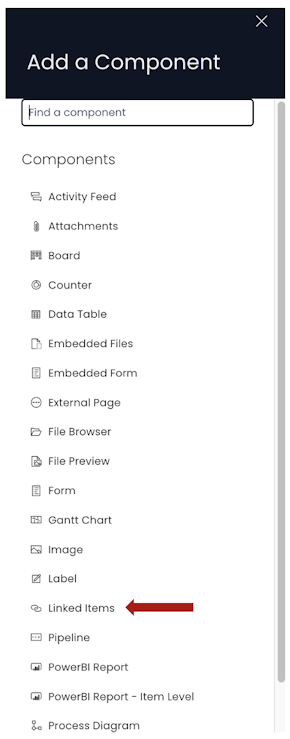 Add a Component
Find a component
Components
Activity Feed
Attachments
Board
Counter
Data Table
Embedded Files
Embedded Form
External Page
File Browser
File Preview
Form
Gantt Chart
Image
Label
Linked Items
Pipeline
PowerBI Report
PowerBI Report - Item Level
Process Diagram